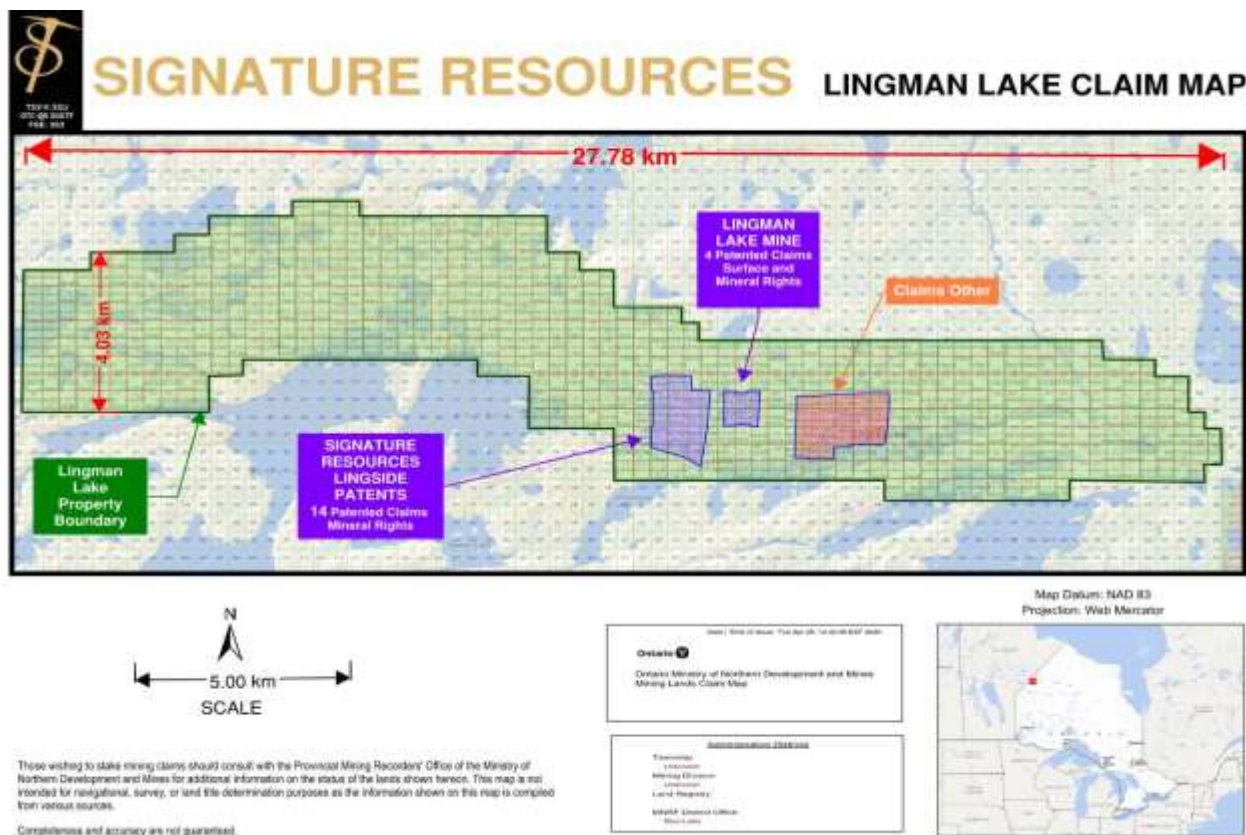 SIGNATURE RESOURCES LINGMAN LAKE CLAIM MAP
27.78 km
LINGMAN
LAKE MINE
4 Patented Claims
Surface and
Mineral Rights
Claims Other
4.03 km
SIGNATURE
RESOURCES
LINGSIDE
PATENTS
14 Patented Claims
Mineral Rights
Lingman
Lake
Property
Boundary
N
5.00 km
SCALE
Map Datum: NAD 83
Projection: Web Mercator
Ontario
Ontario Ministry of Northern Development and Mines
Mining Lands Claim Map
Administrative Districts
Township
Mining Division
Land Registry
Those wishing to stake mining claims should consult with the Provincial Mining Recorders' Office of the Ministry of
Northern Development and Mines for additional information on the status of the lands shown hereon. This map is not
intended for navigational, survey, or land title determination purposes as the information shown on this map is compiled
from various sources.
Completeness and accuracy are not guaranteed.